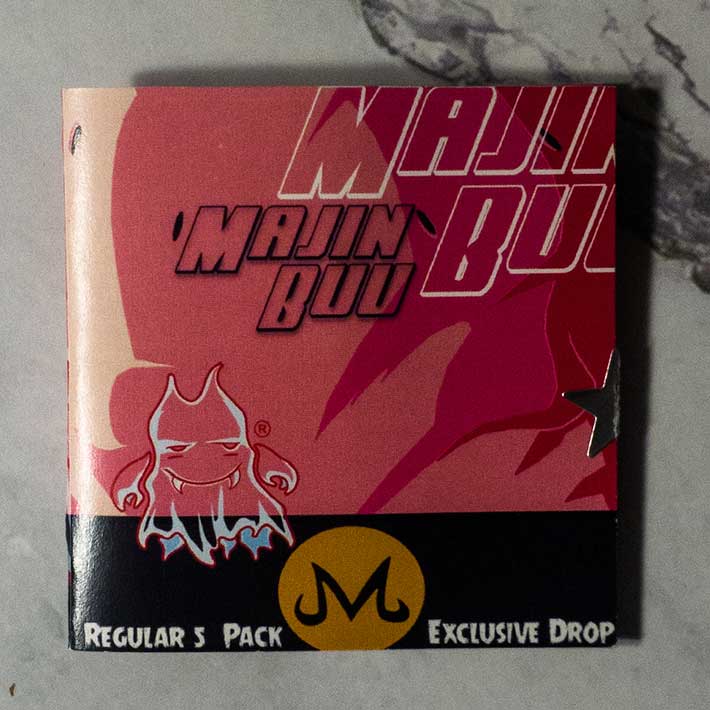 MAJIN
BUU
MAJIN
BUU
®
M
REGULAR 5 PACK
EXCLUSIVE DROP